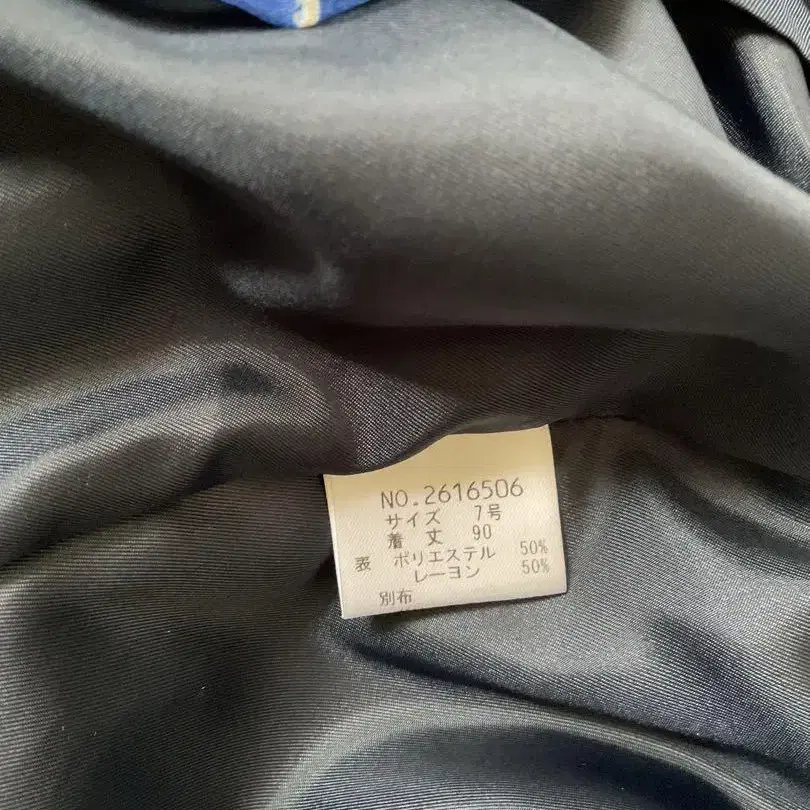 NO.2616506
サイズ 7号
着 丈 90
表 ポリエステル 50%
レーヨン 50%
別布